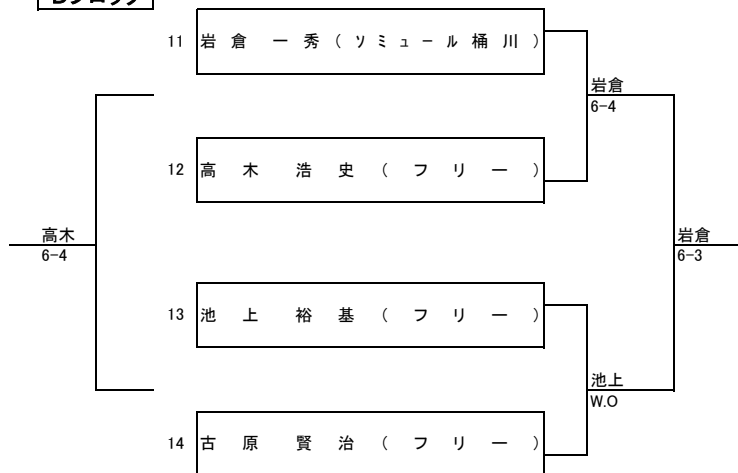 Dブロック
11 岩倉 一秀(ソミュール桶川)
岩倉
6-4
12 高木 浩史(フリー)
高木
6-4
岩倉
6-3
13 池上 裕基(フリー)
池上
W.O
14 古原 賢治(フリー)